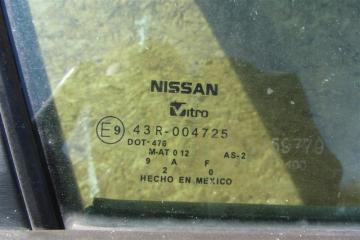 NISSAN
Vitro
E9 43R-004725
DOT-476
M-AT 012 AS-2
9 A F
2 0
HECHO EN MEXICO